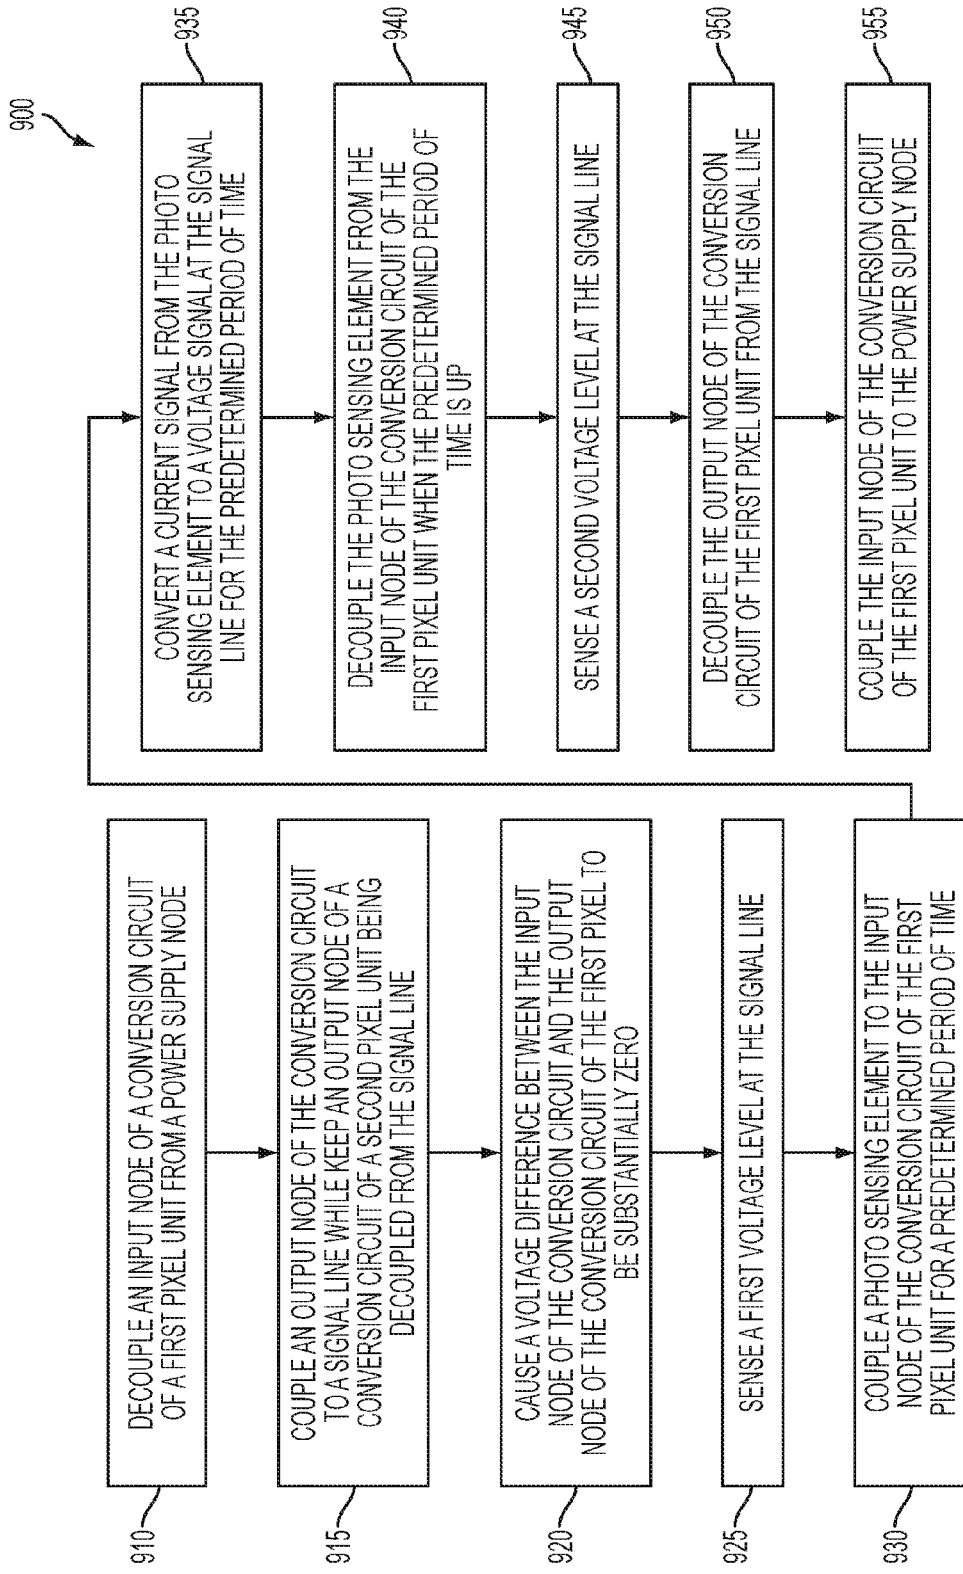 900
910
DECOUPLE AN INPUT NODE OF A CONVERSION CIRCUIT
OF A FIRST PIXEL UNIT FROM A POWER SUPPLY NODE
915
COUPLE AN OUTPUT NODE OF THE CONVERSION CIRCUIT
TO A SIGNAL LINE WHILE KEEP AN OUTPUT NODE OF A
CONVERSION CIRCUIT OF A SECOND PIXEL UNIT BEING
DECOUPLED FROM THE SIGNAL LINE
920
CAUSE A VOLTAGE DIFFERENCE BETWEEN THE INPUT
NODE OF THE CONVERSION CIRCUIT AND THE OUTPUT
NODE OF THE CONVERSION CIRCUIT OF THE FIRST PIXEL TO
BE SUBSTANTIALLY ZERO
925
SENSE A FIRST VOLTAGE LEVEL AT THE SIGNAL LINE
930
COUPLE A PHOTO SENSING ELEMENT TO THE INPUT
NODE OF THE CONVERSION CIRCUIT OF THE FIRST
PIXEL UNIT FOR A PREDETERMINED PERIOD OF TIME
935
CONVERT A CURRENT SIGNAL FROM THE PHOTO
SENSING ELEMENT TO A VOLTAGE SIGNAL AT THE SIGNAL
LINE FOR THE PREDETERMINED PERIOD OF TIME
940
DECOUPLE THE PHOTO SENSING ELEMENT FROM THE
INPUT NODE OF THE CONVERSION CIRCUIT OF THE
FIRST PIXEL UNIT WHEN THE PREDETERMINED PERIOD OF
TIME IS UP
945
SENSE A SECOND VOLTAGE LEVEL AT THE SIGNAL LINE
950
DECOUPLE THE OUTPUT NODE OF THE CONVERSION
CIRCUIT OF THE FIRST PIXEL UNIT FROM THE SIGNAL LINE
955
COUPLE THE INPUT NODE OF THE CONVERSION CIRCUIT
OF THE FIRST PIXEL UNIT TO THE POWER SUPPLY NODE